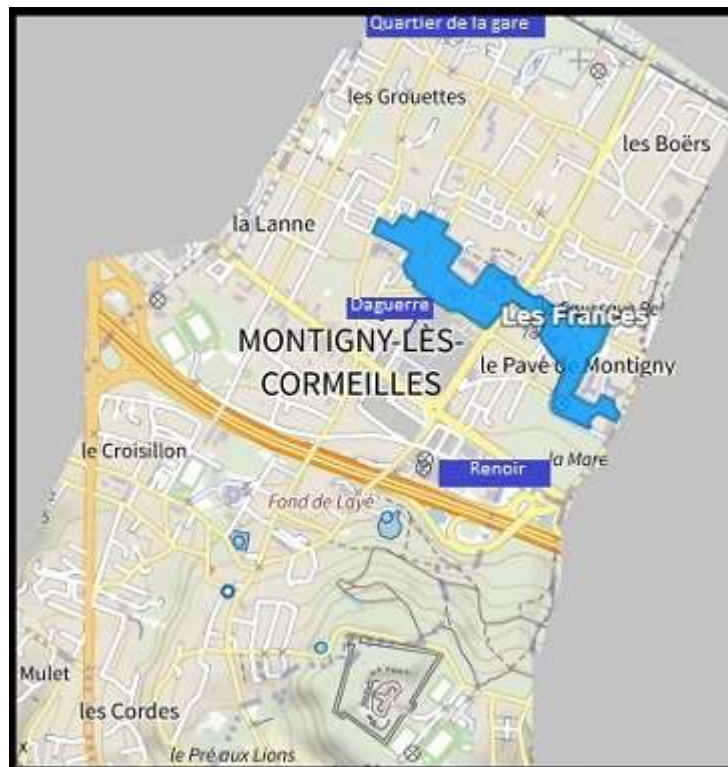 Quartier de la gare
les Grouettes
les Boërs
la Lanne
Daguerre
Les Frances
MONTIGNY-LÈS-
CORMEILLES
le Pavé de Montigny
le Croisillon
Renoir
la Mare
Fond de Layé
Mulet
les Cordes
le Pré aux Lions